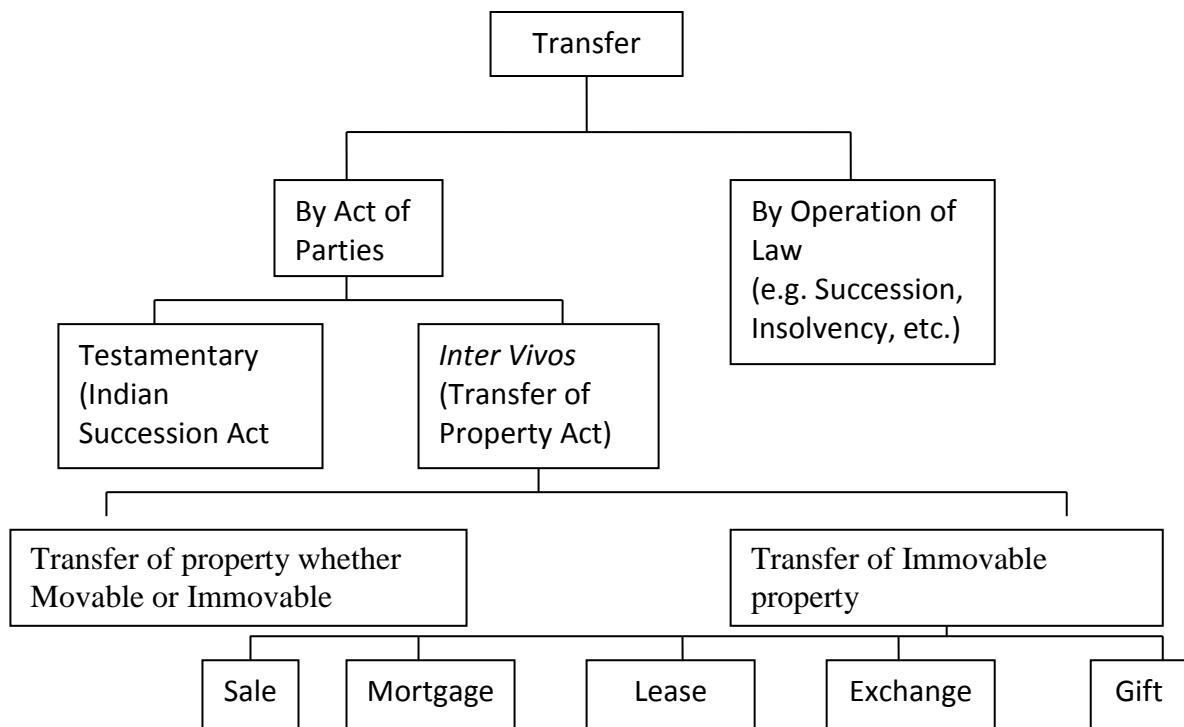 Transfer
By Act of
Parties
By Operation of
Law
(e.g. Succession,
Insolvency, etc.)
Testamentary
(Indian
Succession Act
Inter Vivos
(Transfer of
Property Act)
Transfer of property whether
Movable or Immovable
Transfer of Immovable
property
Sale
Mortgage
Lease
Exchange
Gift